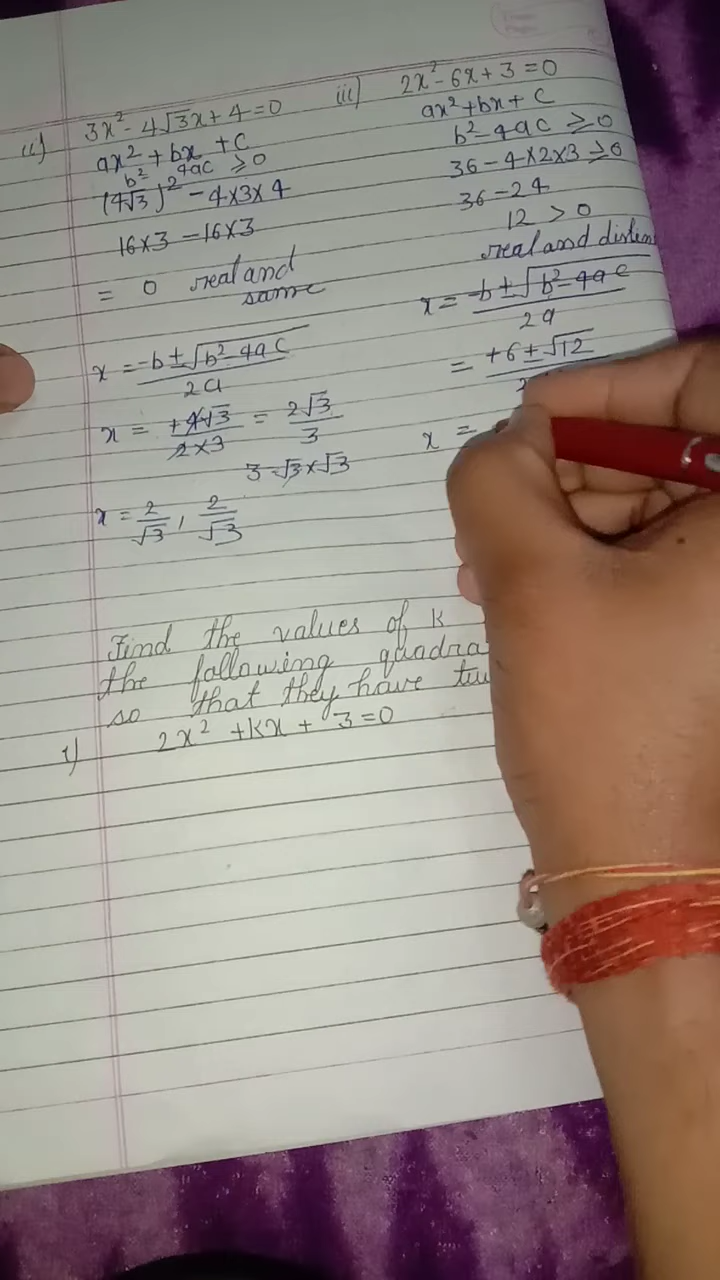 ii) 3x² - 4√3x + 4 = 0
ax² + bx + c
b² 4ac ≥ 0
(4√3)² - 4×3×4
16×3 - 16×3
= 0 real and
same
x = -b ± √b² - 4ac
2a
x = +4√3 = 2√3
2×3 3
3 √3×√3
x = 2/√3, 2/√3
iii) 2x² - 6x + 3 = 0
ax² + bx + c
b² - 4ac ≥ 0
36 - 4×2×3 ≥ 0
36 - 24
12 > 0
real and
x = -b ± √b² - 4ac
2a
= +6 ± √12
x =
Find the values of k
the following
so that they have
1) 2x² + kx + 3 = 0